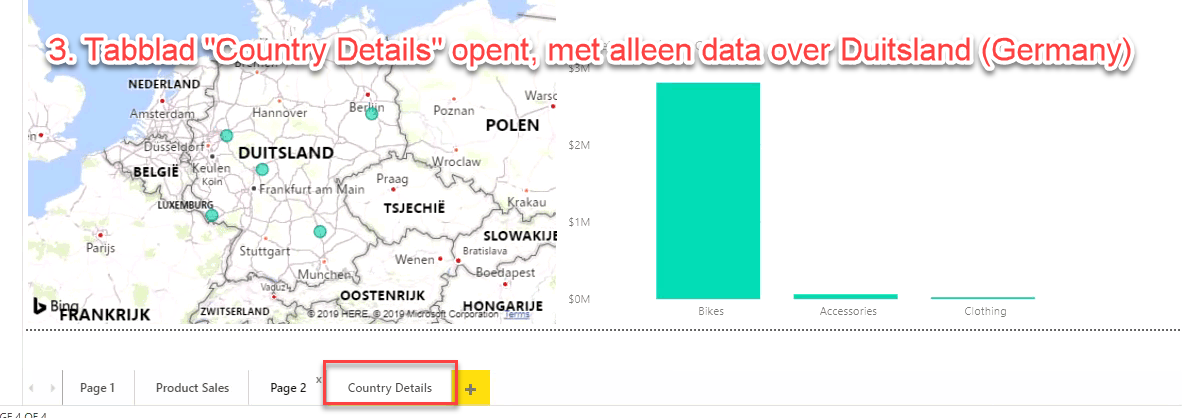 3. Tabblad "Country Details" opent, met alleen data over Duitsland (Germany)
NEDERLAND
Amsterdam
Hannover
Berlijn
Poznan
POLEN
Dusseldorf
DUITSLAND
BELGIË
Keulen
Koln
Wroclaw
Frankfurt am Main
Praag
LUXEMBURG
TSJECHIË
Krakau
Parijs
SLOWAKIJE
Stuttgart
Wenen
Bratislava
Munchen
Boedapest
Vaduz
OOSTENRIJK
Bing
FRANKRIJK
ZWITSERLAND
HONGARIJE
© 2019 HERE, © 2019 Microsoft Corporation Terms
$3M
$2M
$1M
$0M
Bikes Accessories Clothing
Page 1 Product Sales Page 2 x Country Details +
PAGE 4 OF 4